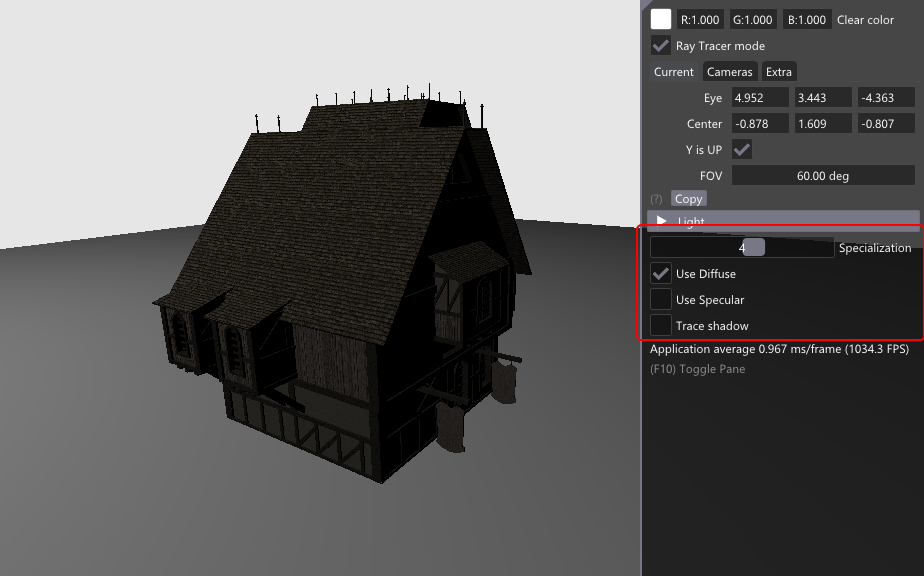 R:1.000 G:1.000 B:1.000 Clear color
Ray Tracer mode
Current Cameras Extra
Eye 4.952 3.443 -4.363
Center -0.878 1.609 -0.807
Y is UP
FOV 60.00 deg
(?) Copy
Light
4 Specialization
Use Diffuse
Use Specular
Trace shadow
Application average 0.967 ms/frame (1034.3 FPS)
(F10) Toggle Pane